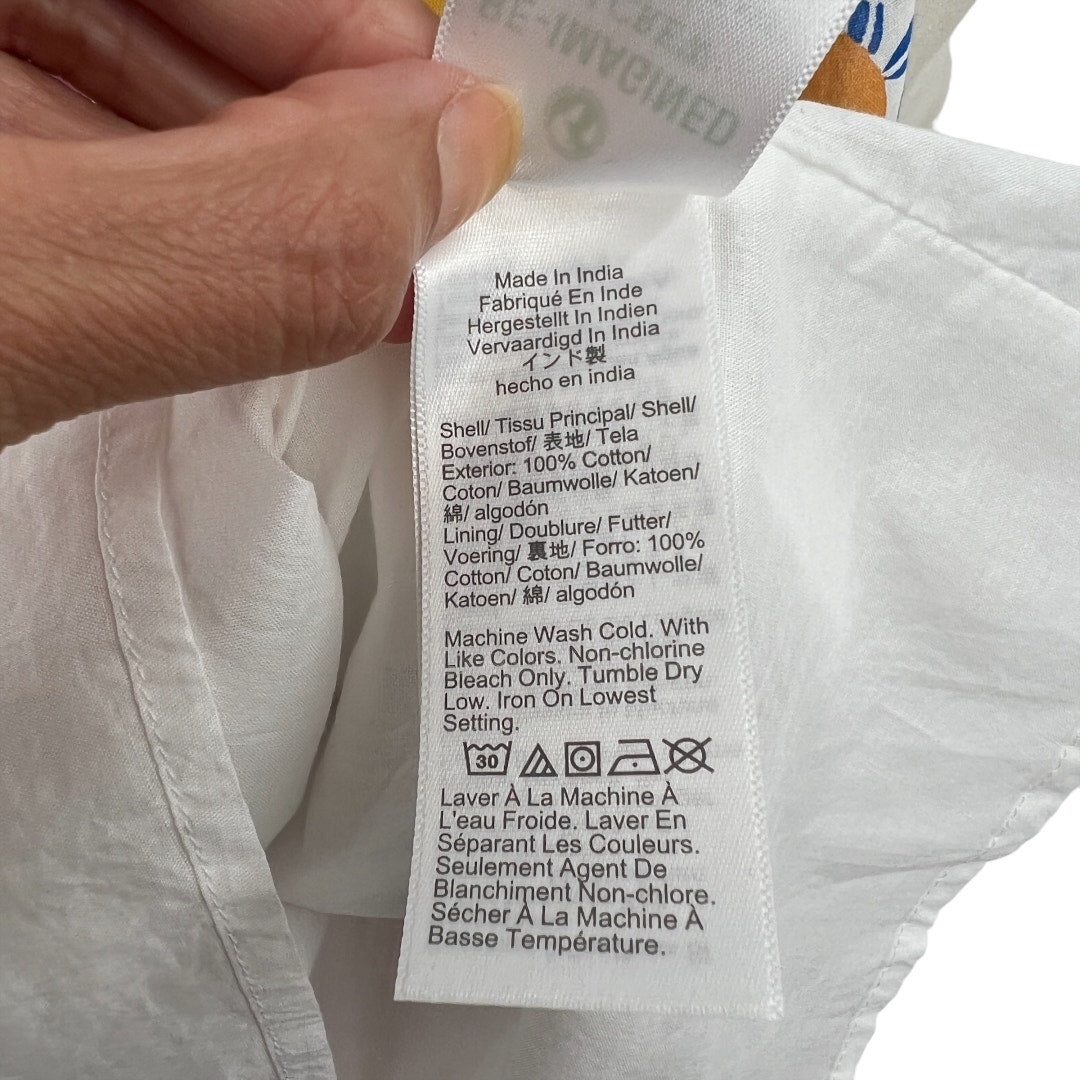 RE-IMAGINED
Made In India
Fabriqué En Inde
Hergestellt In Indien
Vervaardigd In India
インド製
hecho en india
Shell/ Tissu Principal/ Shell/
Bovenstof/ 表地/ Tela
Exterior: 100% Cotton/
Coton/ Baumwolle/ Katoen/
綿/ algodón
Lining/ Doublure/ Futter/
Voering/ 裏地/ Forro: 100%
Cotton/ Coton/ Baumwolle/
Katoen/ 綿/ algodón
Machine Wash Cold. With
Like Colors. Non-chlorine
Bleach Only. Tumble Dry
Low. Iron On Lowest
Setting.
30
Laver À La Machine À
L'eau Froide. Laver En
Séparant Les Couleurs.
Seulement Agent De
Blanchiment Non-chlore.
Sécher À La Machine À
Basse Température.